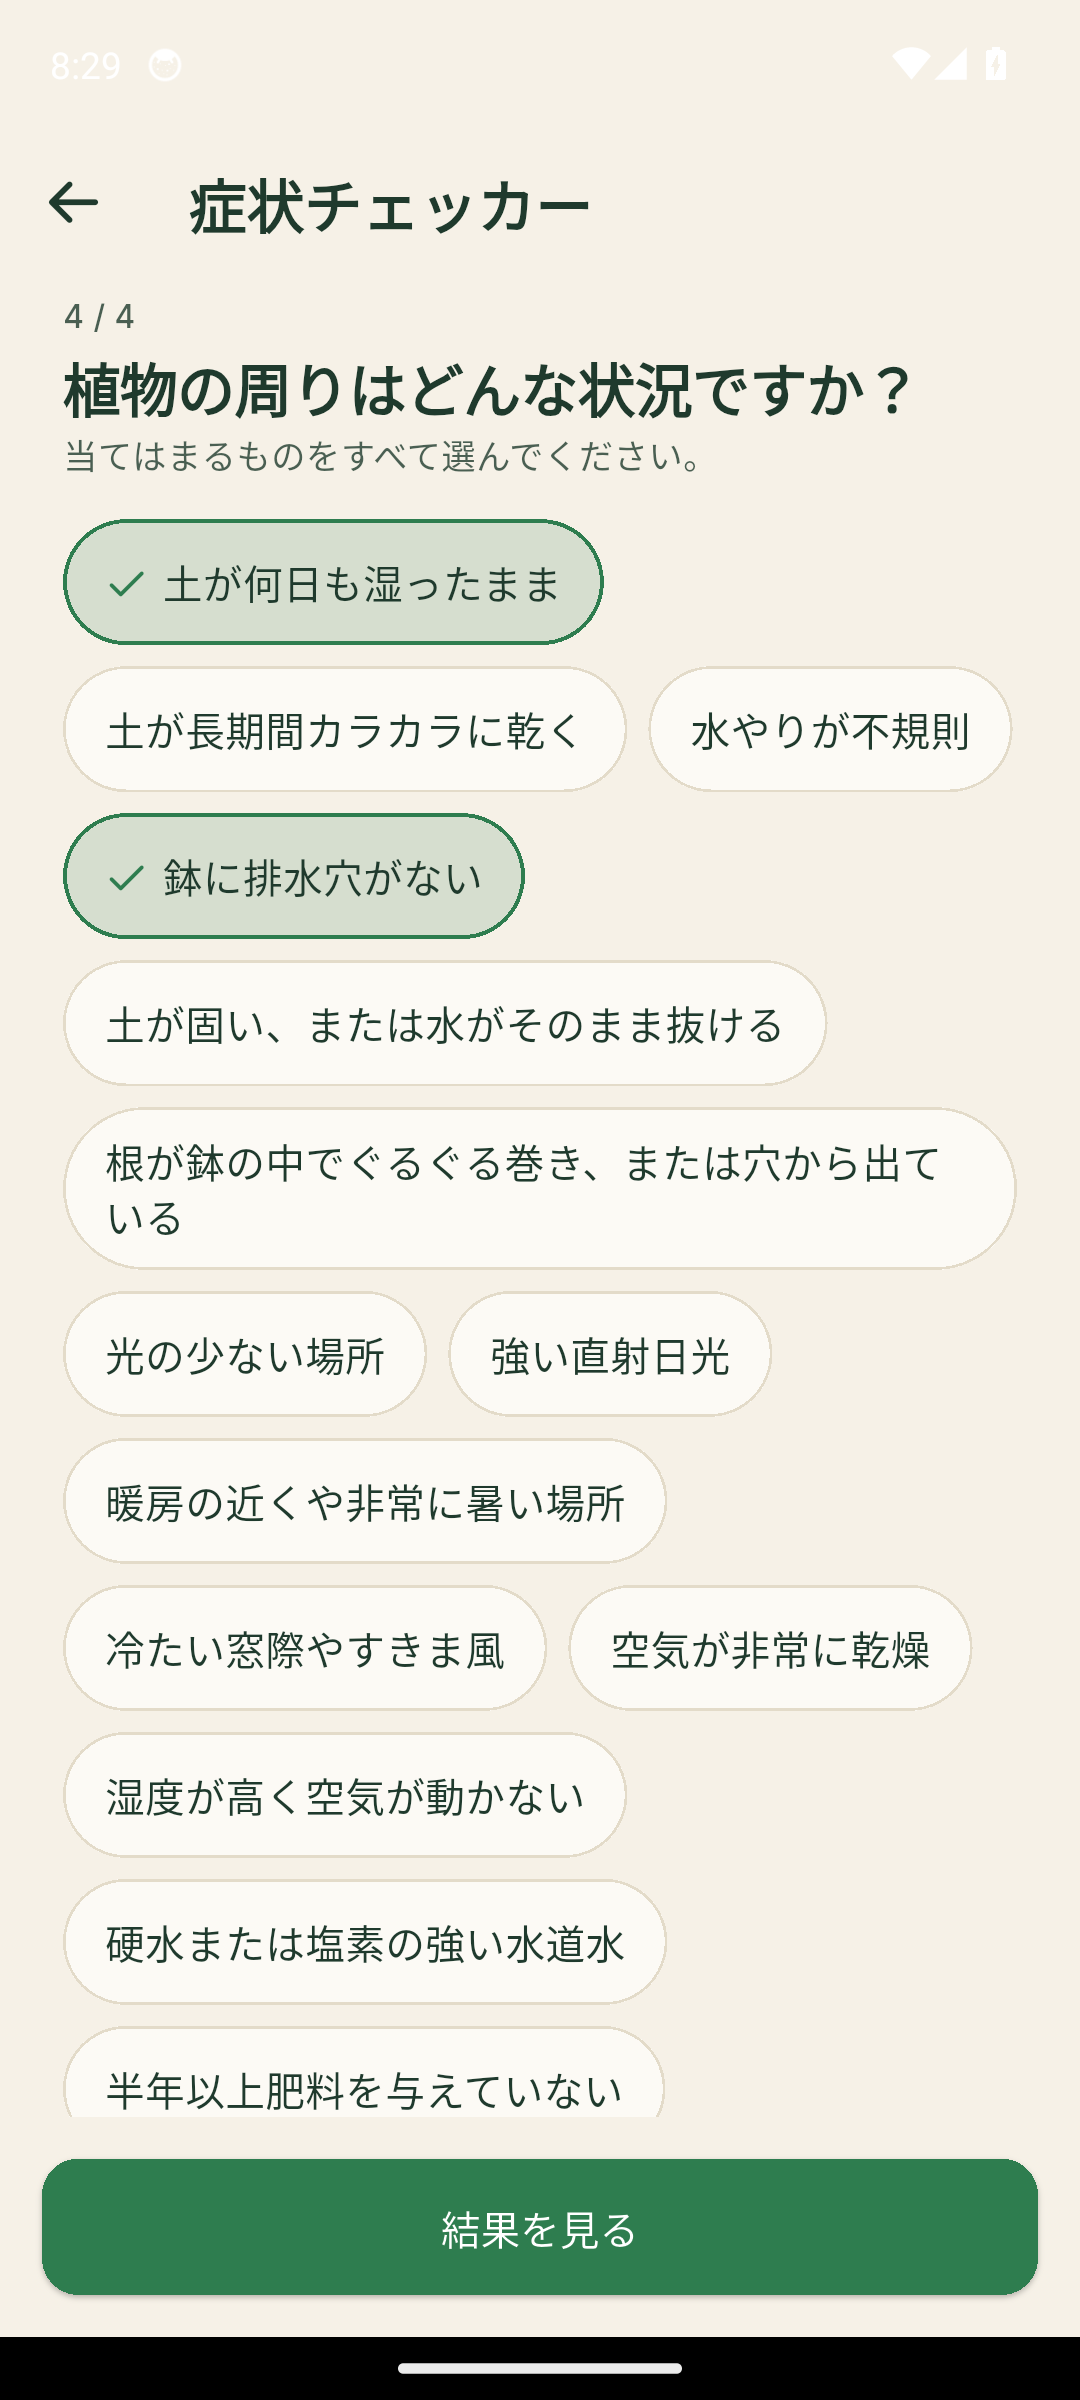 8:29
症状チェッカー
4 / 4
植物の周りはどんな状況ですか？
当てはまるものをすべて選んでください。
土が何日も湿ったまま
土が長期間カラカラに乾く
水やりが不規則
鉢に排水穴がない
土が固い、または水がそのまま抜ける
根が鉢の中でぐるぐる巻き、または穴から出て
いる
光の少ない場所
強い直射日光
暖房の近くや非常に暑い場所
冷たい窓際やすきま風
空気が非常に乾燥
湿度が高く空気が動かない
硬水または塩素の強い水道水
半年以上肥料を与えていない
結果を見る